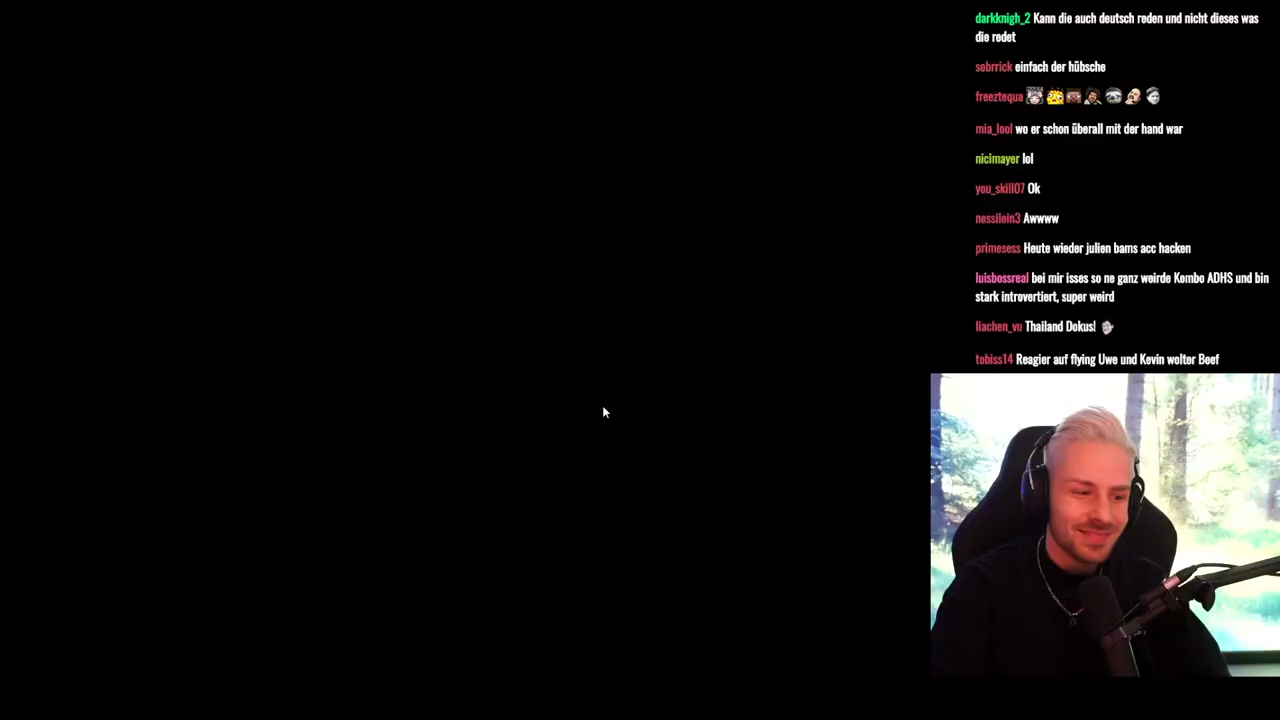 darkknigh_2 Kann die auch deutsch reden und nicht dieses was
die redet
sobrrick einfach der hübsche
freeztequa
mia_lool wo er schon überall mit der hand war
nicimayer lol
you_skill07 Ok
nessilein3 Awwww
primesess Heute wieder julien bams acc hacken
luisbossreal bei mir isses so ne ganz weirde Kombo ADHS und bin
stark introvertiert, super weird
liachen_vu Thailand Dokus!
tobiss14 Reagier auf flying Uwe und Kevin wolter Beef